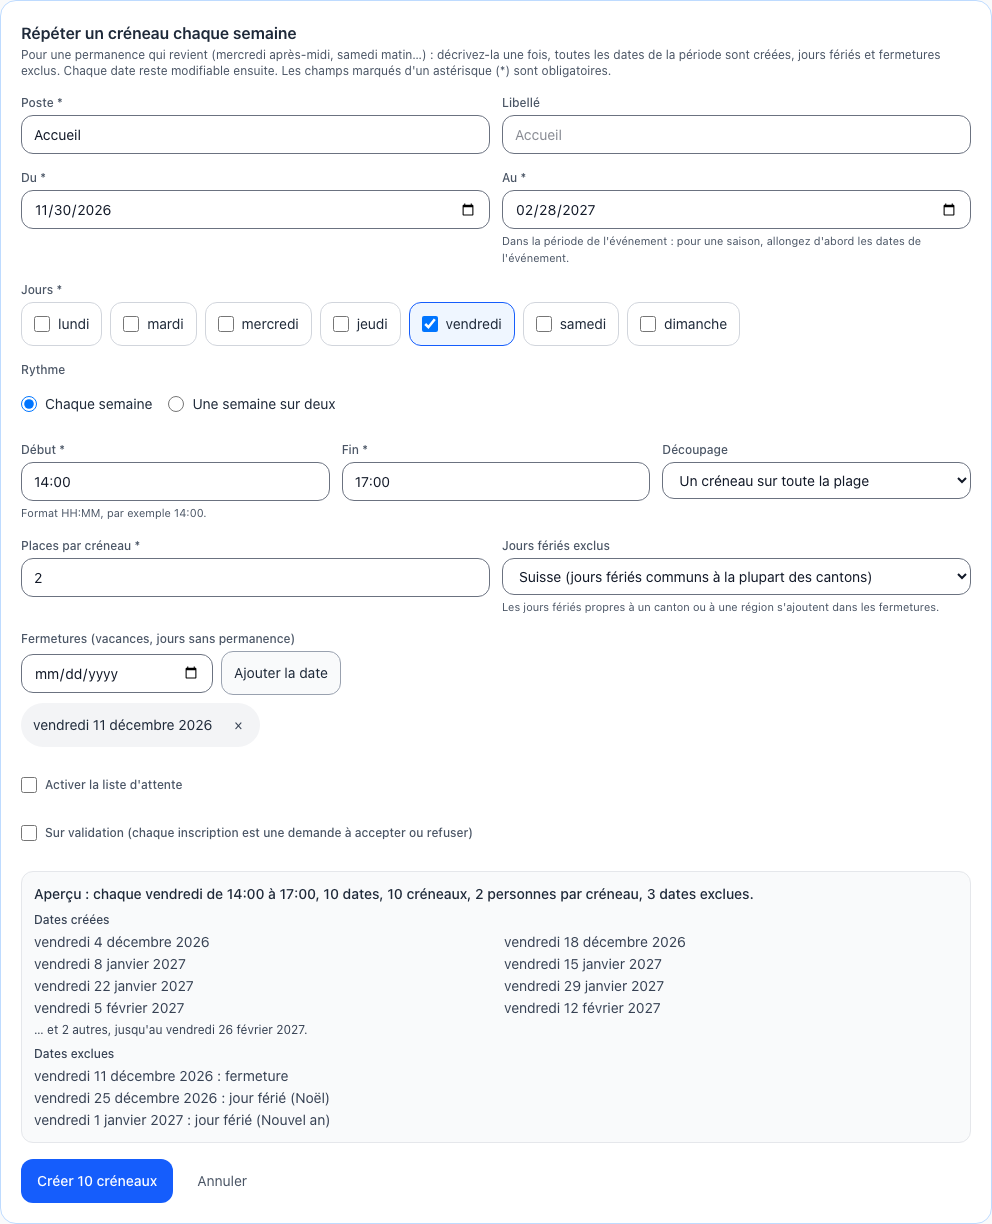 Répéter un créneau chaque semaine
Pour une permanence qui revient (mercredi après-midi, samedi matin…) : décrivez-la une fois, toutes les dates de la période sont créées, jours fériés et fermetures
exclus. Chaque date reste modifiable ensuite. Les champs marqués d'un astérisque (*) sont obligatoires.
Poste * Libellé
Accueil Accueil
Du * Au *
11/30/2026 02/28/2027
Dans la période de l'événement : pour une saison, allongez d'abord les dates de
l'événement.
Jours *
lundi mardi mercredi jeudi vendredi samedi dimanche
Rythme
Chaque semaine Une semaine sur deux
Début * Fin * Découpage
14:00 17:00 Un créneau sur toute la plage
Format HH:MM, par exemple 14:00.
Places par créneau * Jours fériés exclus
2 Suisse (jours fériés communs à la plupart des cantons)
Les jours fériés propres à un canton ou à une région s'ajoutent dans les fermetures.
Fermetures (vacances, jours sans permanence)
mm/dd/yyyy Ajouter la date
vendredi 11 décembre 2026 ×
Activer la liste d'attente
Sur validation (chaque inscription est une demande à accepter ou refuser)
Aperçu : chaque vendredi de 14:00 à 17:00, 10 dates, 10 créneaux, 2 personnes par créneau, 3 dates exclues.
Dates créées
vendredi 4 décembre 2026 vendredi 18 décembre 2026
vendredi 8 janvier 2027 vendredi 15 janvier 2027
vendredi 22 janvier 2027 vendredi 29 janvier 2027
vendredi 5 février 2027 vendredi 12 février 2027
… et 2 autres, jusqu'au vendredi 26 février 2027.
Dates exclues
vendredi 11 décembre 2026 : fermeture
vendredi 25 décembre 2026 : jour férié (Noël)
vendredi 1 janvier 2027 : jour férié (Nouvel an)
Créer 10 créneaux Annuler